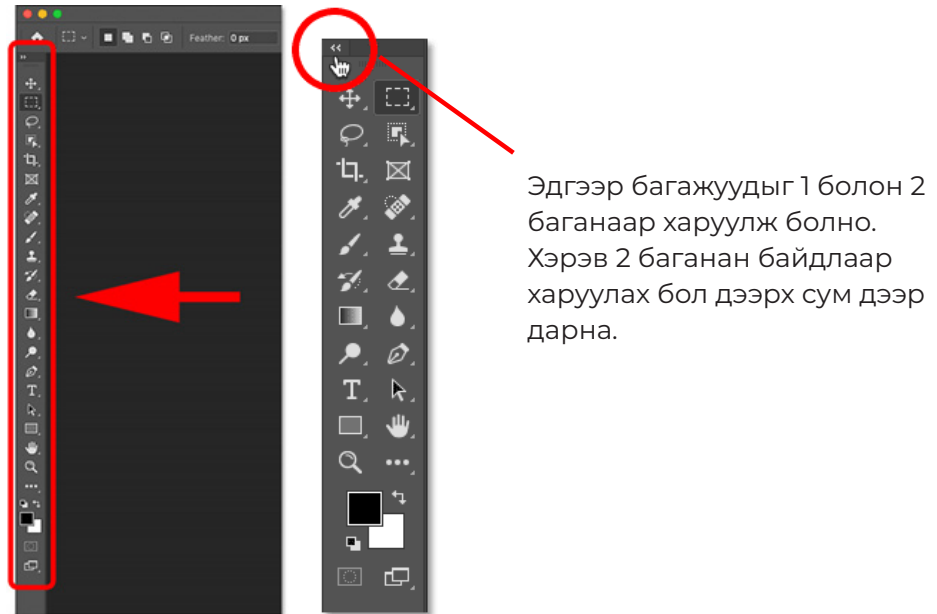 Feather: 0 px
Эдгээр багажуудыг 1 болон 2
баганаар харуулж болно.
Хэрэв 2 баганан байдлаар
харуулах бол дээрх сум дээр
дарна.